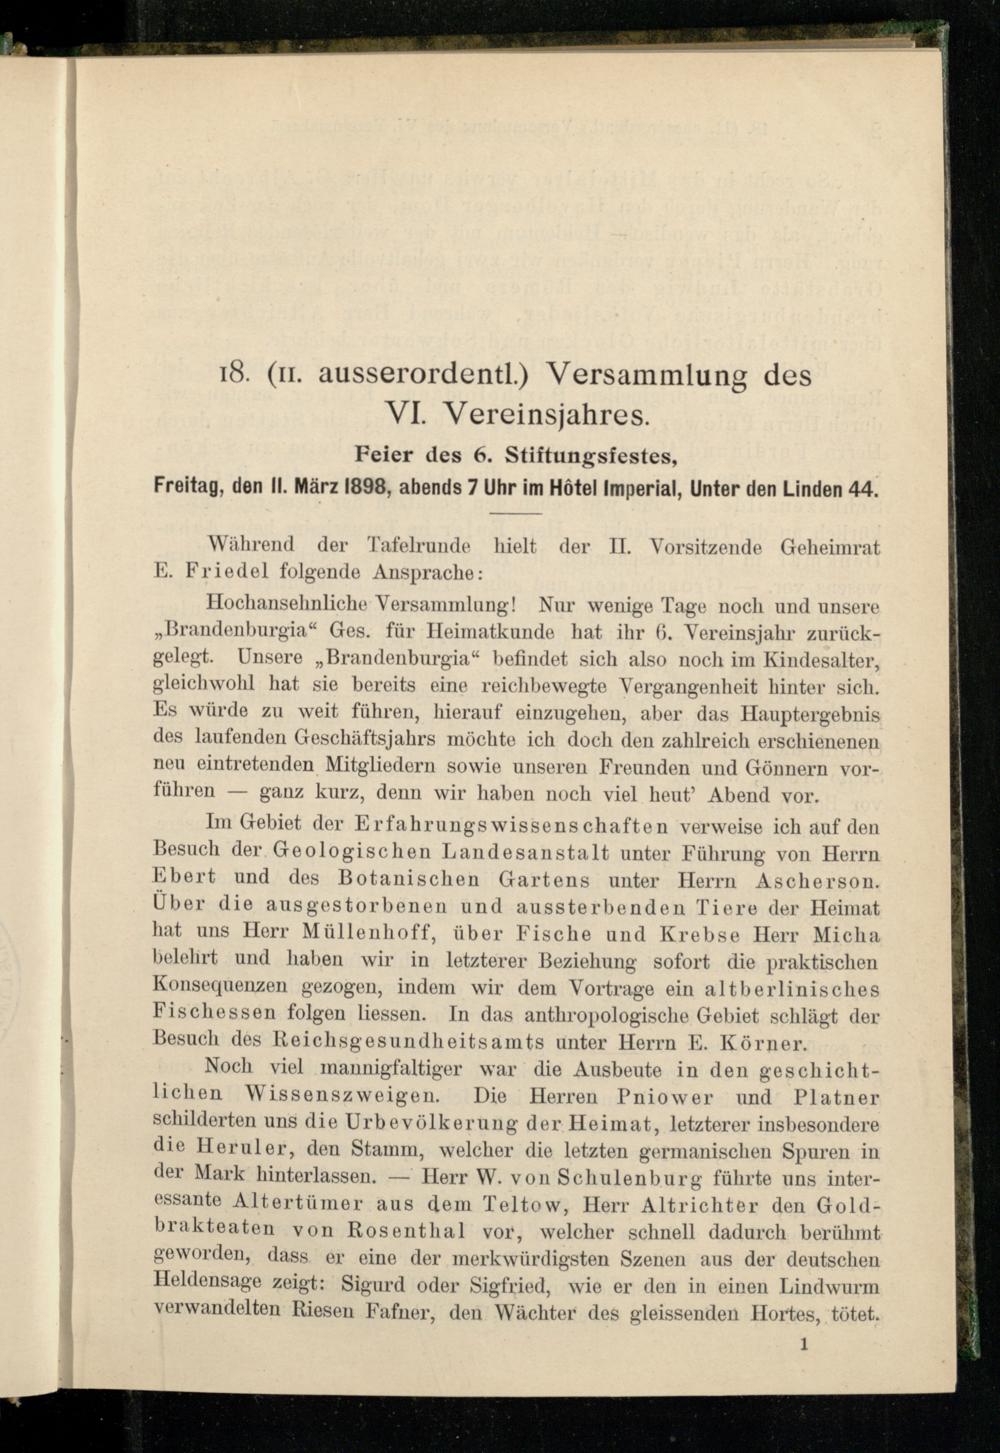 18. (11. ausserordentl.) Versammlung des
VI. Vereinsjahres.
Feier des 6. Stiftungsfestes,
Freitag, den 11. März 1898, abends 7 Uhr im Hôtel Imperial, Unter den Linden 44.
Während der Tafelrunde hielt der II. Vorsitzende Geheimrat
E. Friedel folgende Ansprache:
Hochansehnliche Versammlung! Nur wenige Tage noch und unsere
„Brandenburgia“ Ges. für Heimatkunde hat ihr 6. Vereinsjahr zurück-
gelegt. Unsere „Brandenburgia“ befindet sich also noch im Kindesalter,
gleichwohl hat sie bereits eine reichbewegte Vergangenheit hinter sich.
Es würde zu weit führen, hierauf einzugehen, aber das Hauptergebnis
des laufenden Geschäftsjahrs möchte ich doch den zahlreich erschienenen
neu eintretenden Mitgliedern sowie unseren Freunden und Gönnern vor-
führen — ganz kurz, denn wir haben noch viel heut’ Abend vor.
Im Gebiet der Erfahrungswissenschaften verweise ich auf den
Besuch der Geologischen Landesanstalt unter Führung von Herrn
Ebert und des Botanischen Gartens unter Herrn Ascherson.
Über die ausgestorbenen und aussterbenden Tiere der Heimat
hat uns Herr Müllenhoff, über Fische und Krebse Herr Micha
belehrt und haben wir in letzterer Beziehung sofort die praktischen
Konsequenzen gezogen, indem wir dem Vortrage ein altberlinisches
Fischessen folgen liessen. In das anthropologische Gebiet schlägt der
Besuch des Reichsgesundheitsamts unter Herrn E. Körner.
Noch viel mannigfaltiger war die Ausbeute in den geschicht-
lichen Wissenszweigen. Die Herren Pniower und Platner
schilderten uns die Urbevölkerung der Heimat, letzterer insbesondere
die Heruler, den Stamm, welcher die letzten germanischen Spuren in
der Mark hinterlassen. — Herr W. von Schulenburg führte uns inter-
essante Altertümer aus dem Teltow, Herr Altrichter den Gold-
brakteaten von Rosenthal vor, welcher schnell dadurch berühmt
geworden, dass er eine der merkwürdigsten Szenen aus der deutschen
Heldensage zeigt: Sigurd oder Sigfried, wie er den in einen Lindwurm
verwandelten Riesen Fafner, den Wächter des gleissenden Hortes, tötet.
1